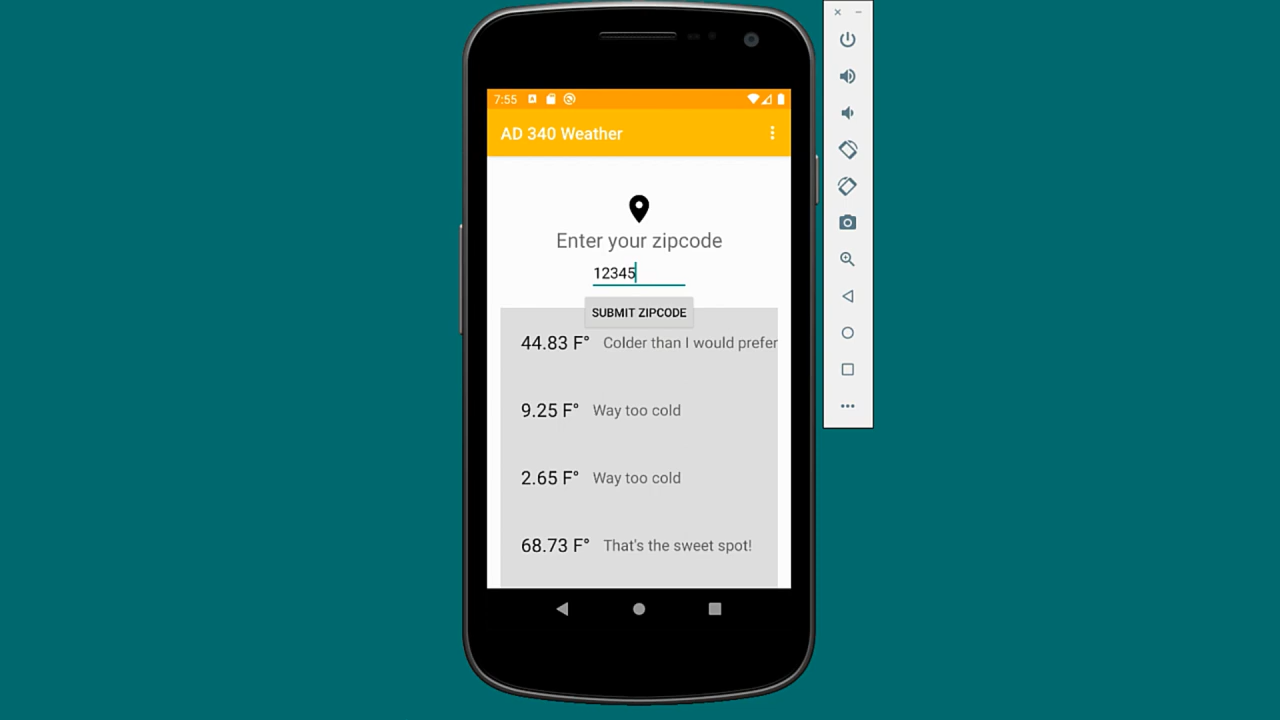 7:55
AD 340 Weather
Enter your zipcode
12345
SUBMIT ZIPCODE
44.83 F° Colder than I would prefer
9.25 F° Way too cold
2.65 F° Way too cold
68.73 F° That's the sweet spot!